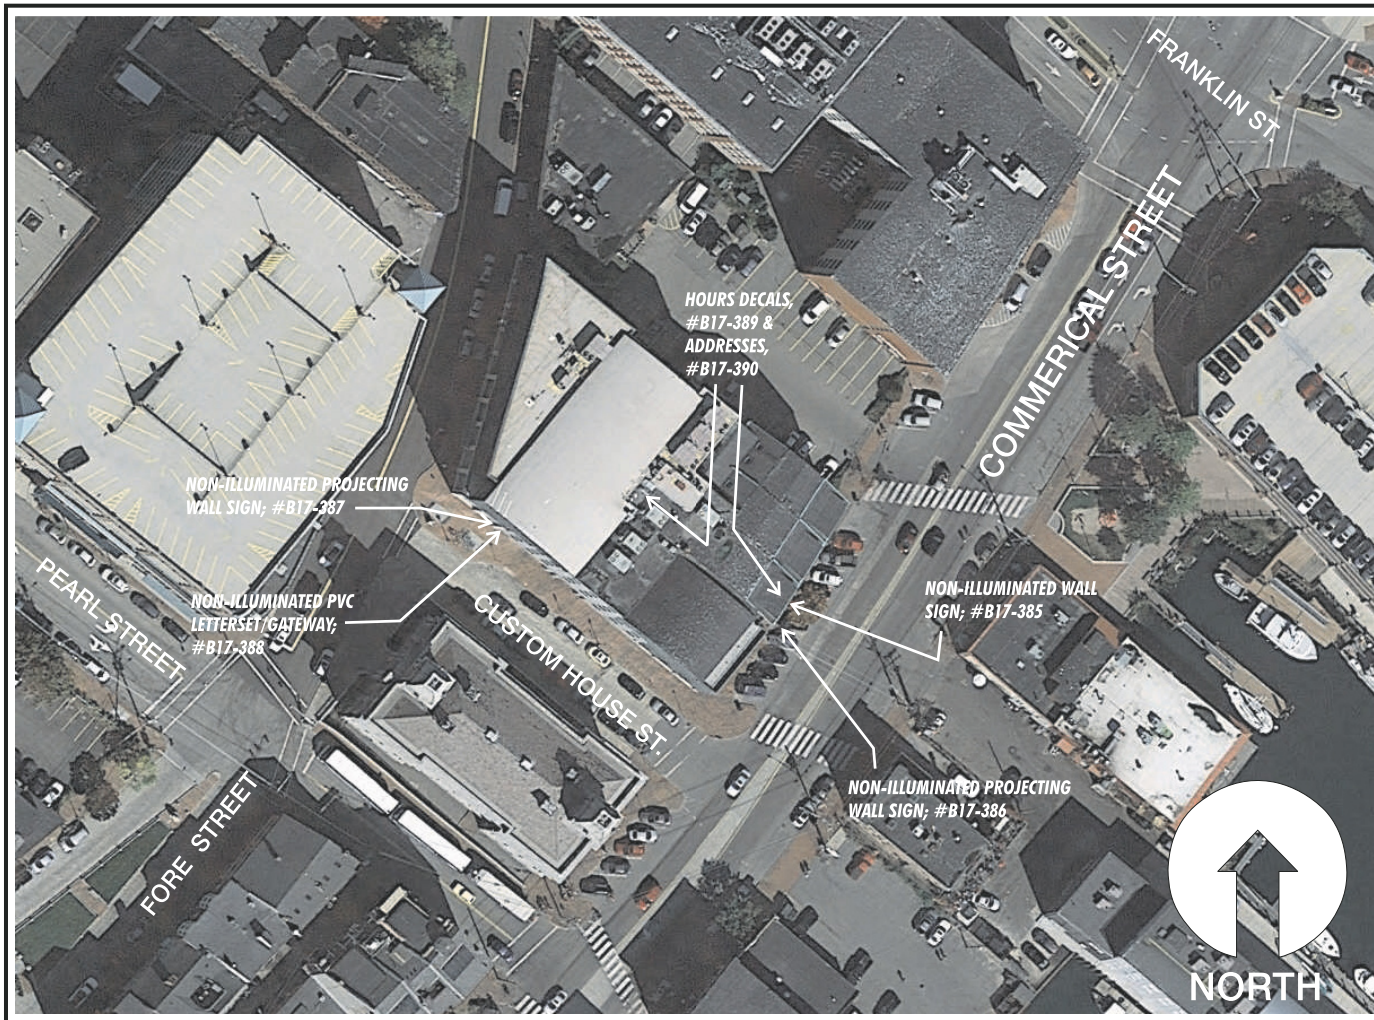 FRANKLIN ST.
COMMERICAL STREET
HOURS DECALS,
#B17-389 &
ADDRESSES,
#B17-390
NON-ILLUMINATED PROJECTING
WALL SIGN; #B17-387
NON-ILLUMINATED PVC
LETTERSET/GATEWAY;
#B17-388
PEARL STREET
CUSTOM HOUSE ST.
NON-ILLUMINATED WALL
SIGN; #B17-385
NON-ILLUMINATED PROJECTING
WALL SIGN; #B17-386
FORE STREET
NORTH